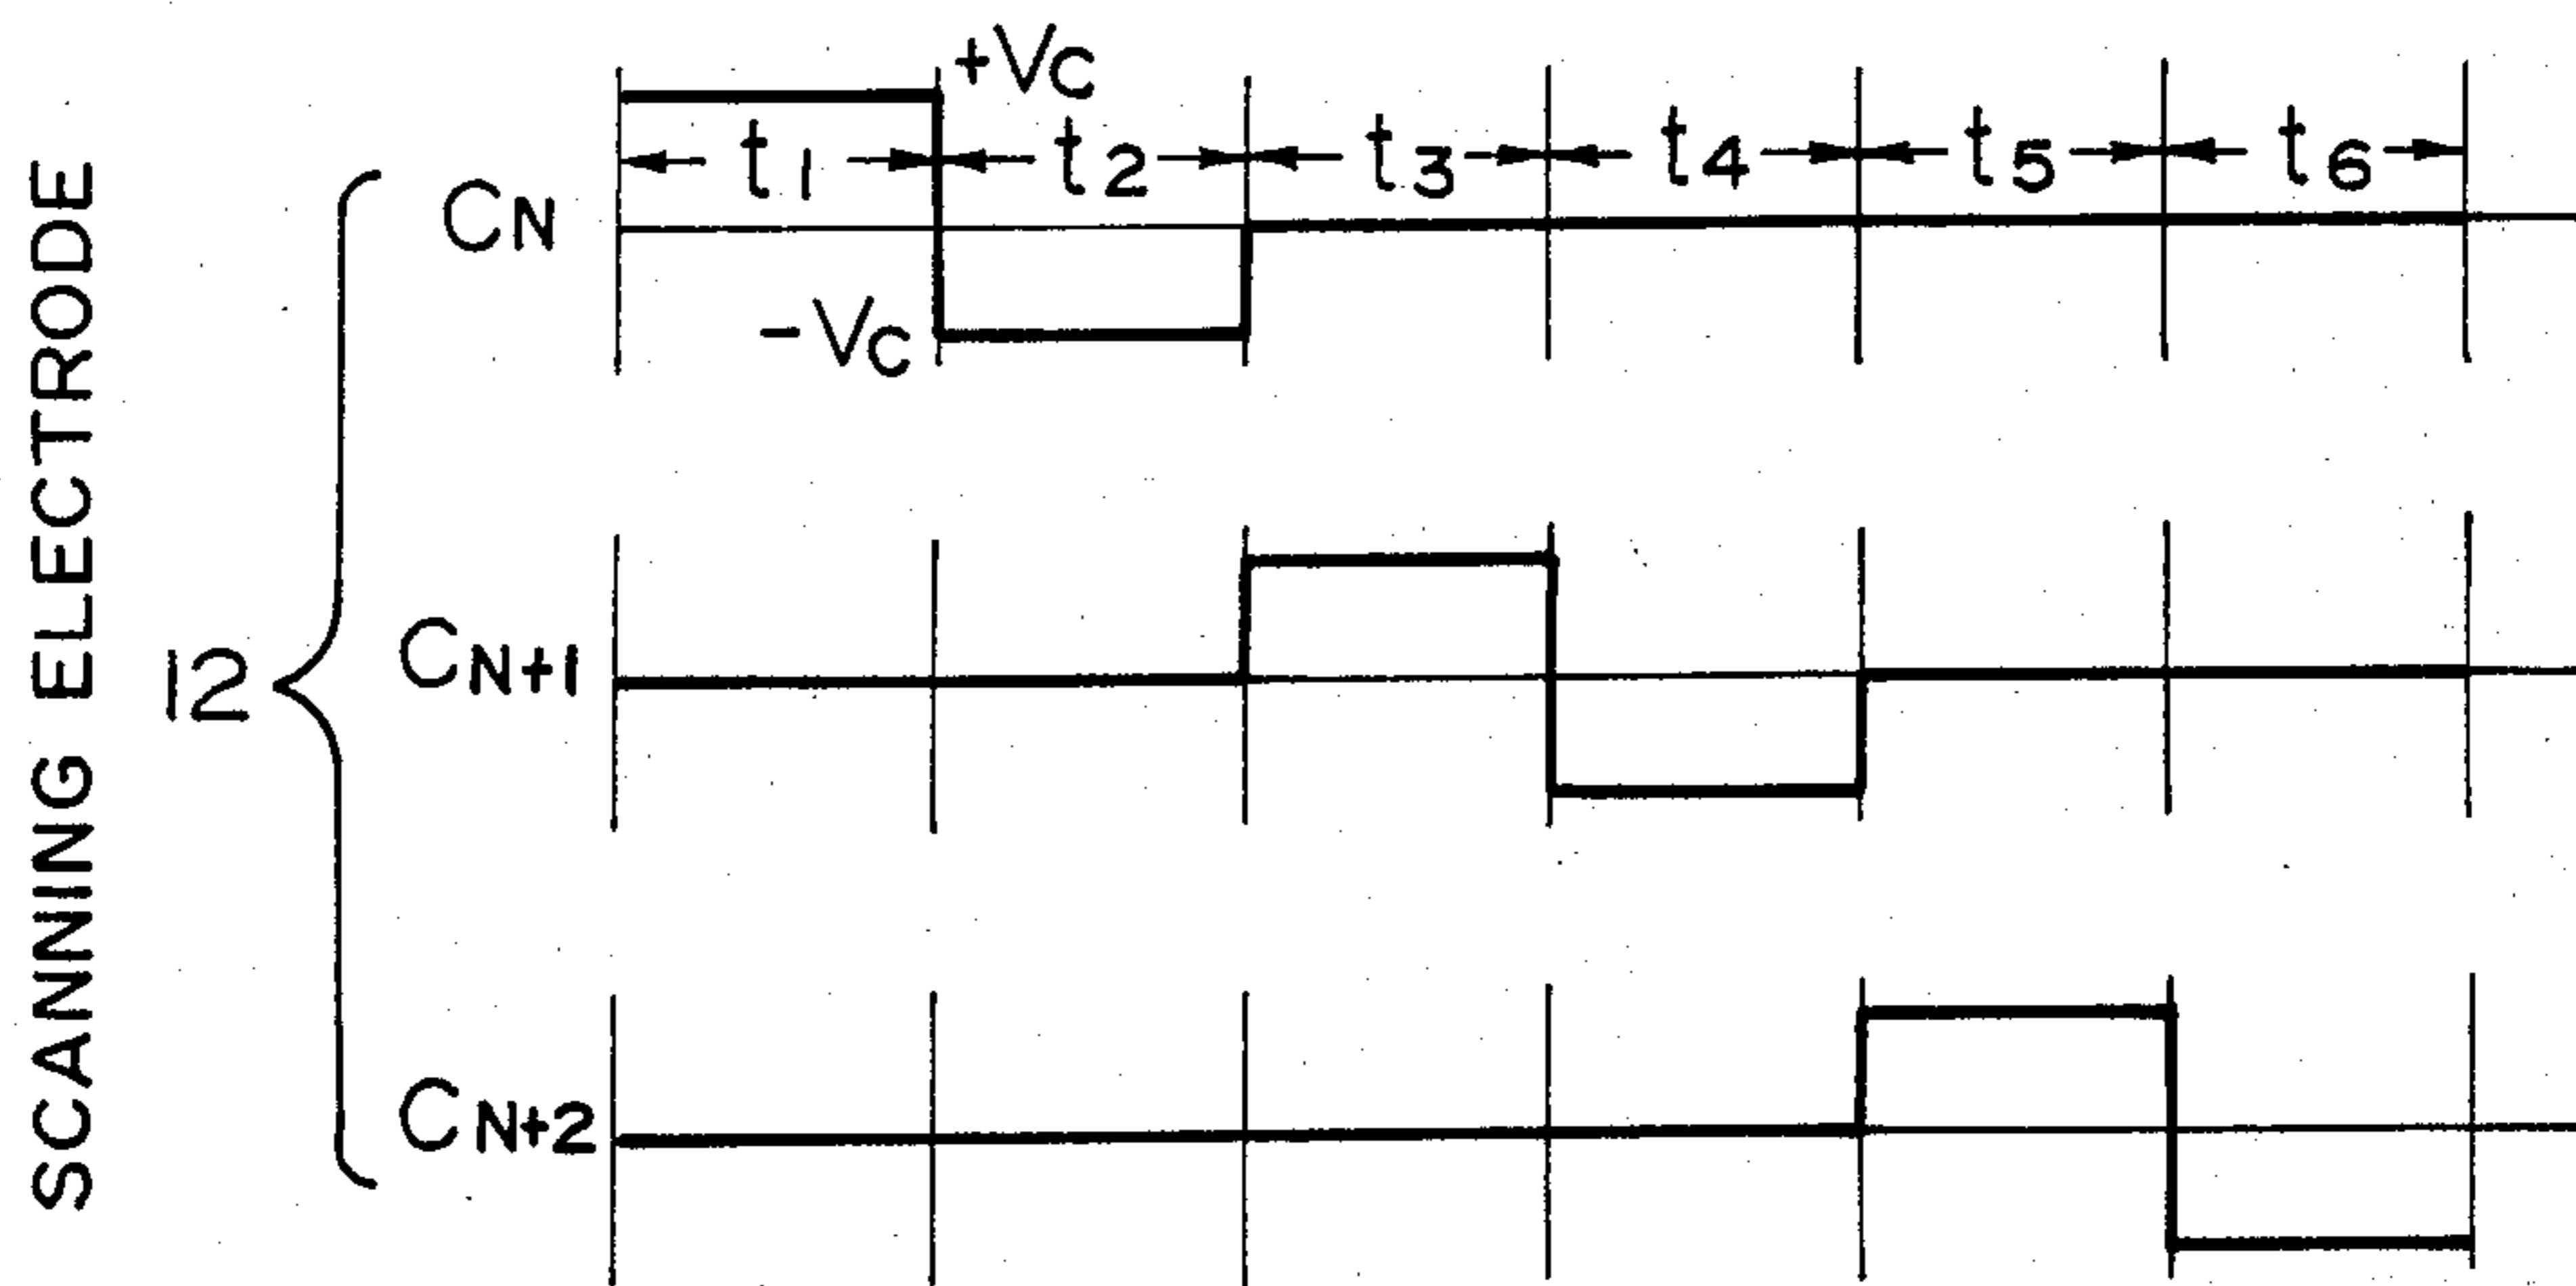 SCANNING ELECTRODE
12
+VC
t1 t2 t3 t4 t5 t6
CN
-VC
CN+1
CN+2